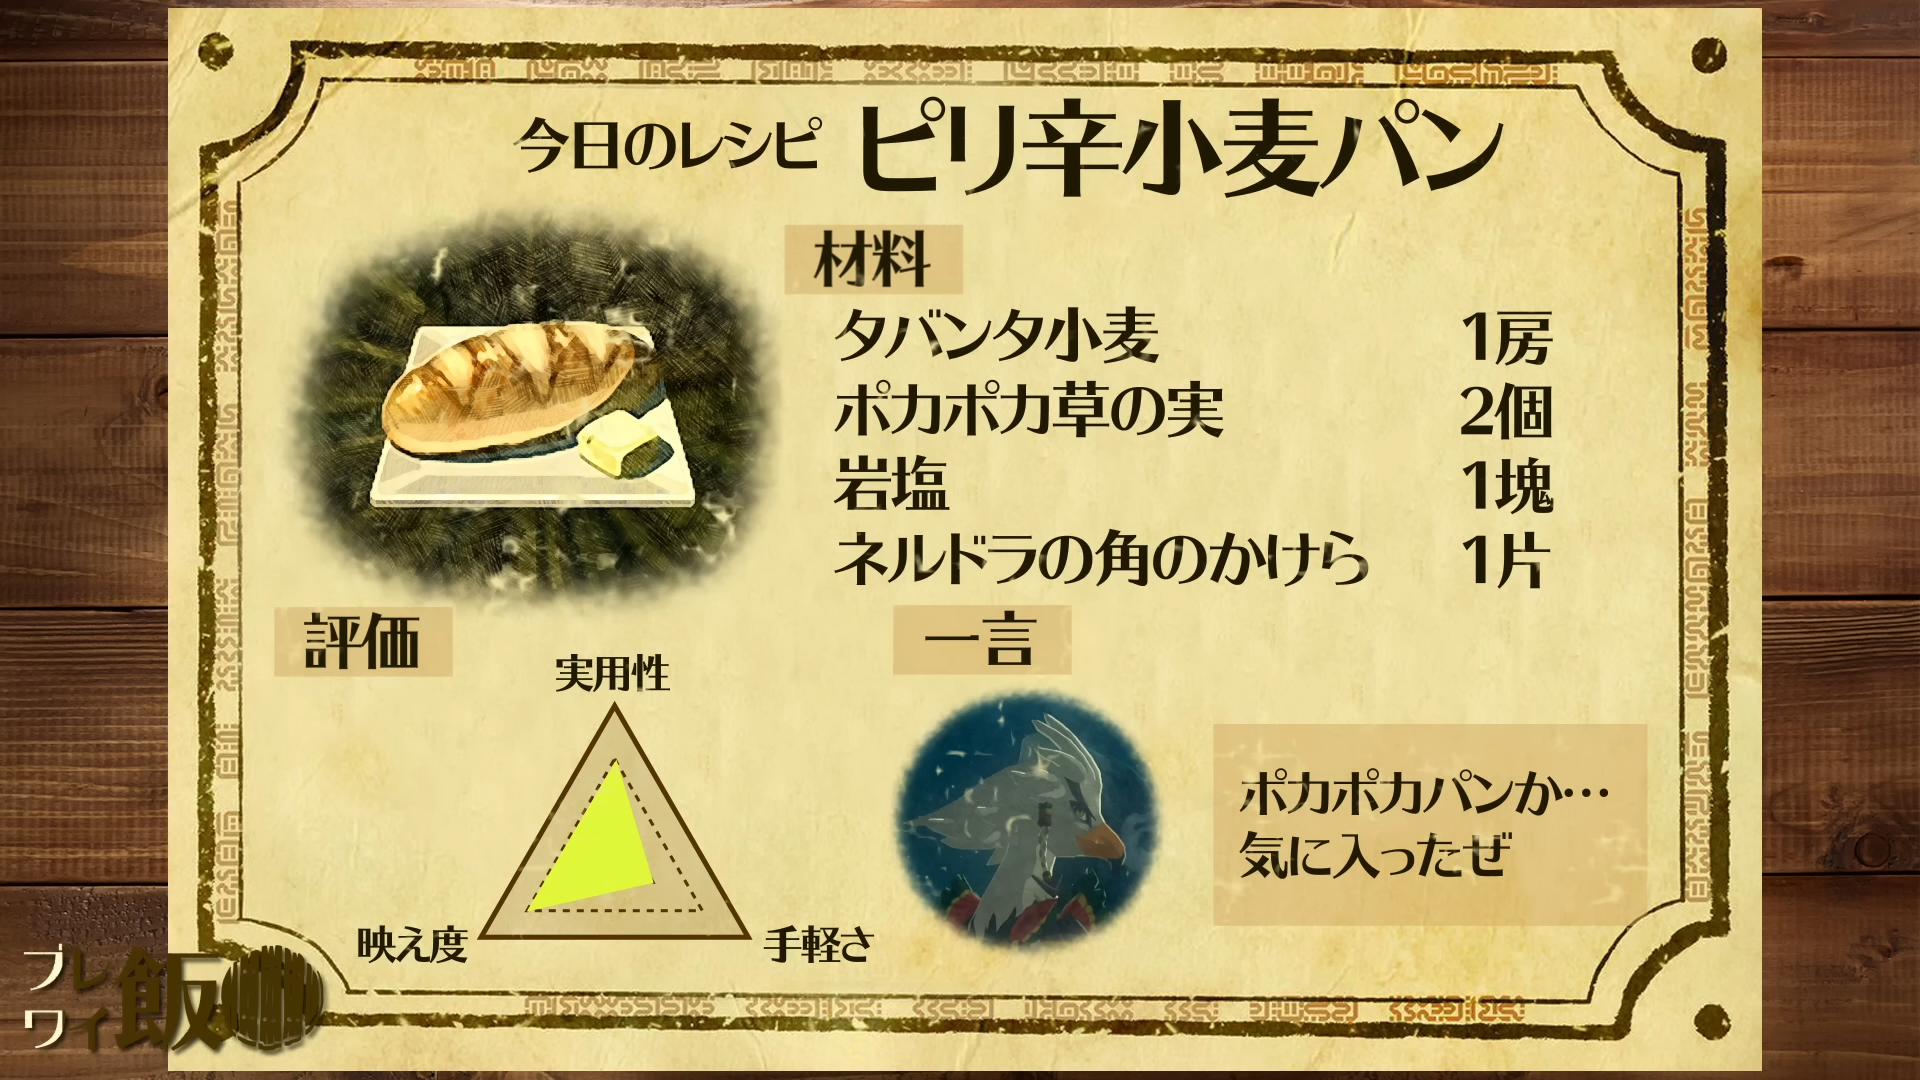 今日のレシピ ピリ辛小麦パン
材料
タバンタ小麦 1房
ポカポカ草の実 2個
岩塩 1塊
ネルドラの角のかけら 1片
評価
実用性
映え度
手軽さ
一言
ポカポカパンか…
気に入ったぜ
ブレ
ワイ飯